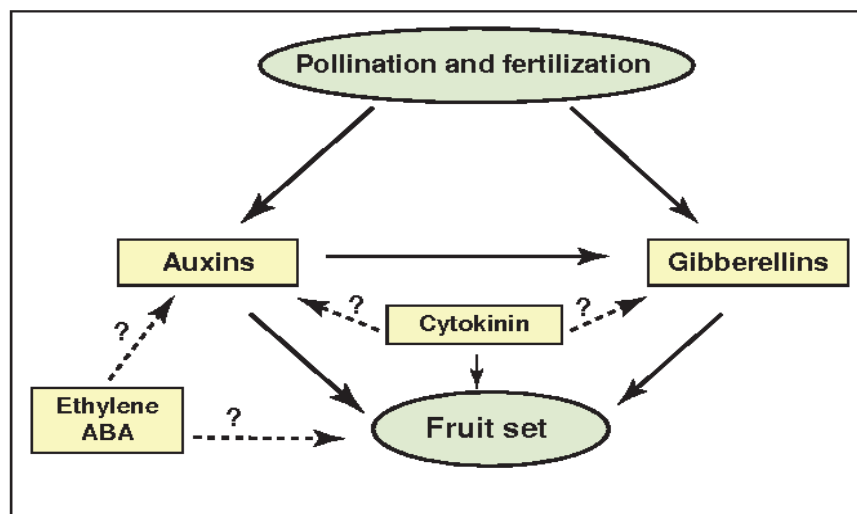 Pollination and fertilization
Auxins
Gibberellins
?
?
Cytokinin
?
Ethylene
ABA
?
Fruit set